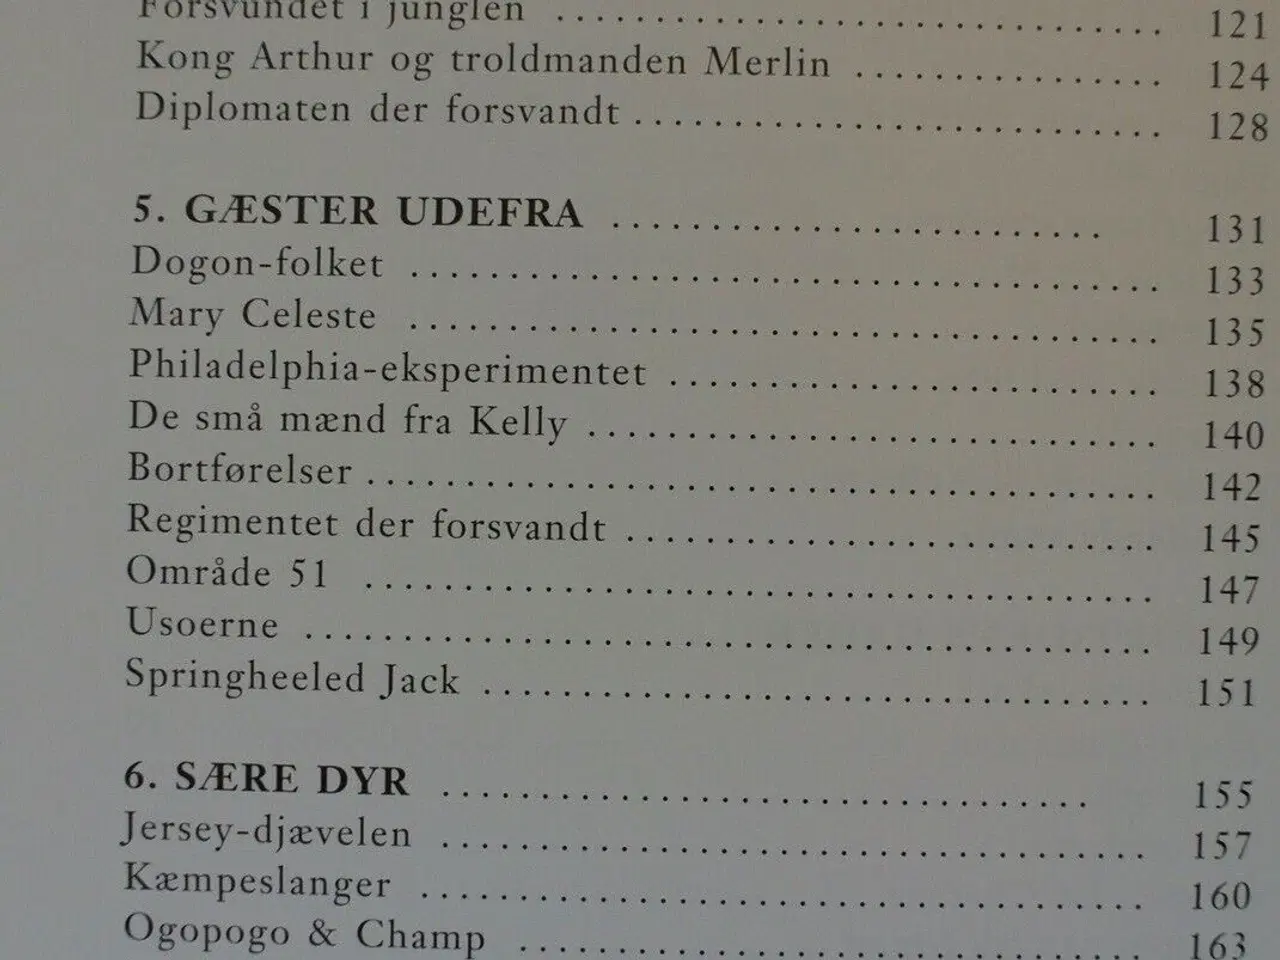 Forsvundet i junglen ............................... 121
Kong Arthur og troldmanden Merlin ................ 124
Diplomaten der forsvandt ........................... 128
5. GÆSTER UDEFRA ......................... 131
Dogon-folket ...................................... 133
Mary Celeste ...................................... 135
Philadelphia-eksperimentet ......................... 138
De små mænd fra Kelly ............................. 140
Bortførelser ........................................ 142
Regimentet der forsvandt ........................... 145
Område 51 ........................................ 147
Usoerne ........................................... 149
Springheeled Jack .................................. 151
6. SÆRE DYR ................................. 155
Jersey-djævelen .................................... 157
Kæmpeslanger ..................................... 160
Ogopogo & Champ ................................ 163